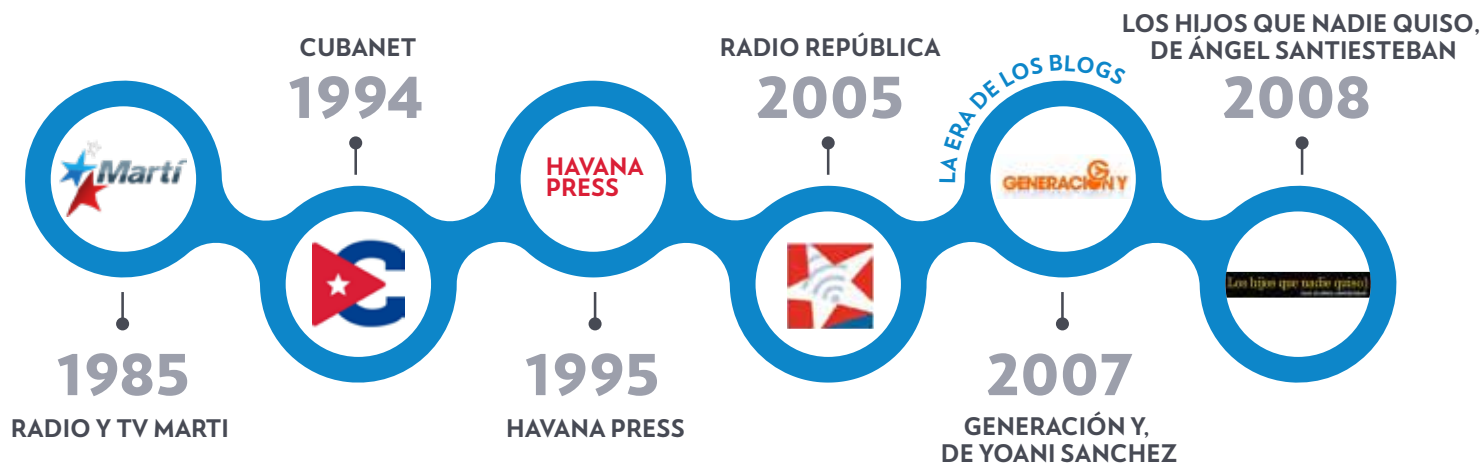 Martí
1985
RADIO Y TV MARTI
CUBANET
1994
C
HAVANA
PRESS
1995
HAVANA PRESS
RADIO REPÚBLICA
2005
LA ERA DE LOS BLOGS
GENERACIÓN Y
2007
GENERACIÓN Y,
DE YOANI SANCHEZ
LOS HIJOS QUE NADIE QUISO,
DE ÁNGEL SANTIESTEBAN
2008
Los hijos que nadie quiso